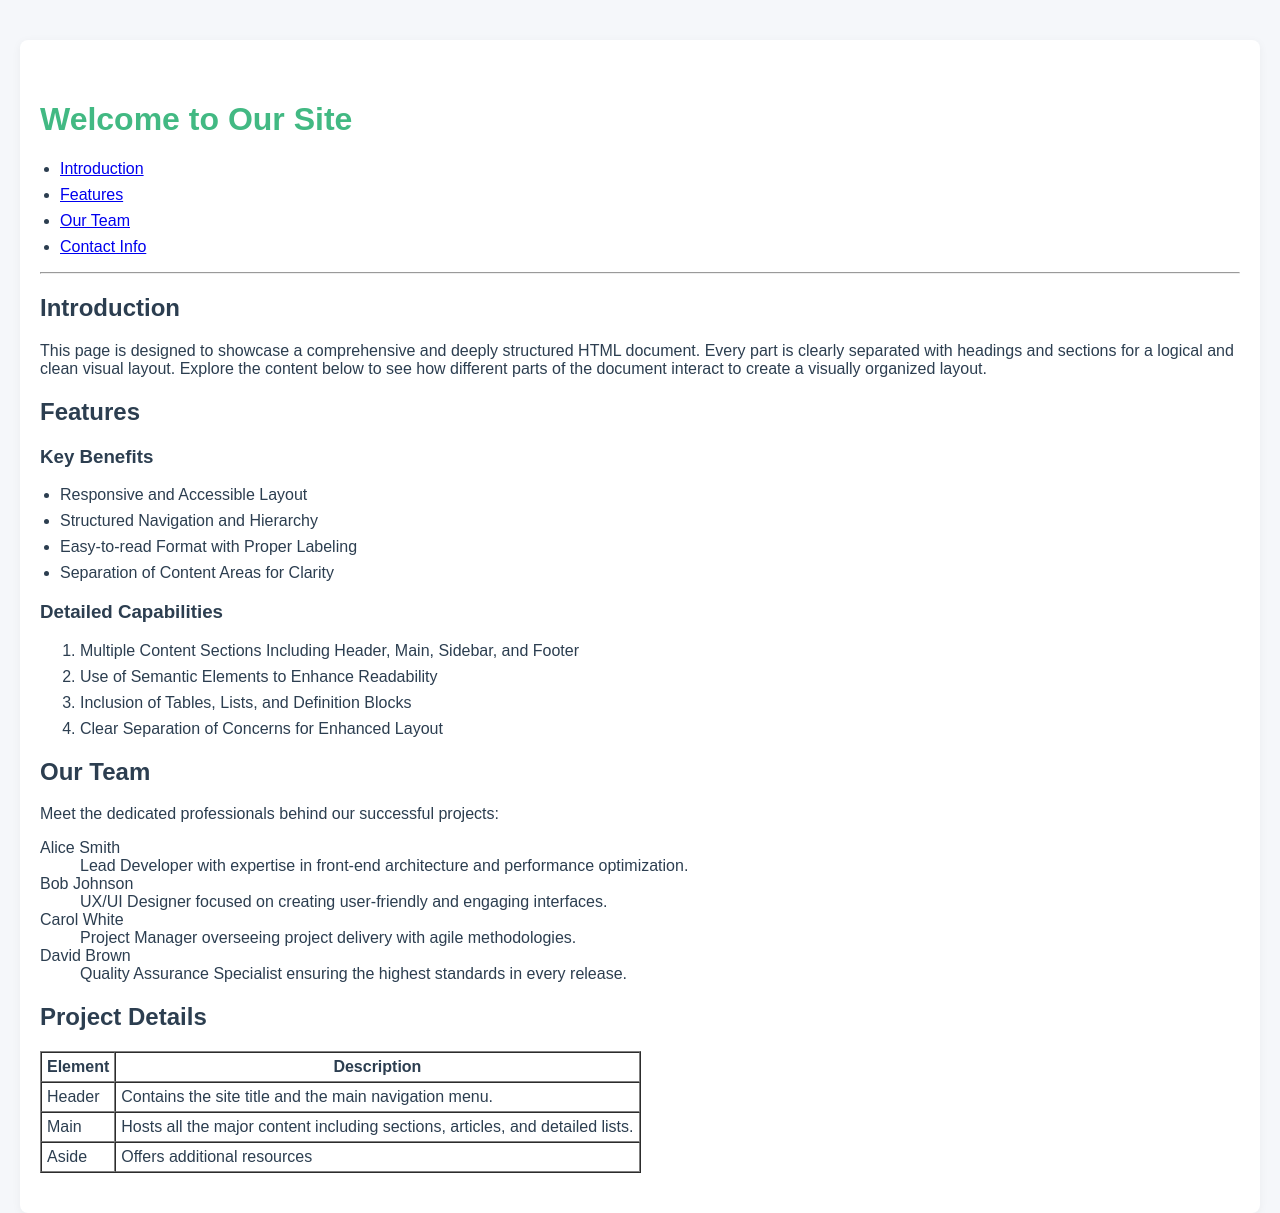 Welcome to Our Site
Introduction
Features
Our Team
Contact Info
Introduction
This page is designed to showcase a comprehensive and deeply structured HTML document. Every part is clearly separated with headings and sections for a logical and
clean visual layout. Explore the content below to see how different parts of the document interact to create a visually organized layout.
Features
Key Benefits
Responsive and Accessible Layout
Structured Navigation and Hierarchy
Easy-to-read Format with Proper Labeling
Separation of Content Areas for Clarity
Detailed Capabilities
1. Multiple Content Sections Including Header, Main, Sidebar, and Footer
2. Use of Semantic Elements to Enhance Readability
3. Inclusion of Tables, Lists, and Definition Blocks
4. Clear Separation of Concerns for Enhanced Layout
Our Team
Meet the dedicated professionals behind our successful projects:
Alice Smith
Lead Developer with expertise in front-end architecture and performance optimization.
Bob Johnson
UX/UI Designer focused on creating user-friendly and engaging interfaces.
Carol White
Project Manager overseeing project delivery with agile methodologies.
David Brown
Quality Assurance Specialist ensuring the highest standards in every release.
Project Details
Element Description
Header Contains the site title and the main navigation menu.
Main Hosts all the major content including sections, articles, and detailed lists.
Aside Offers additional resources